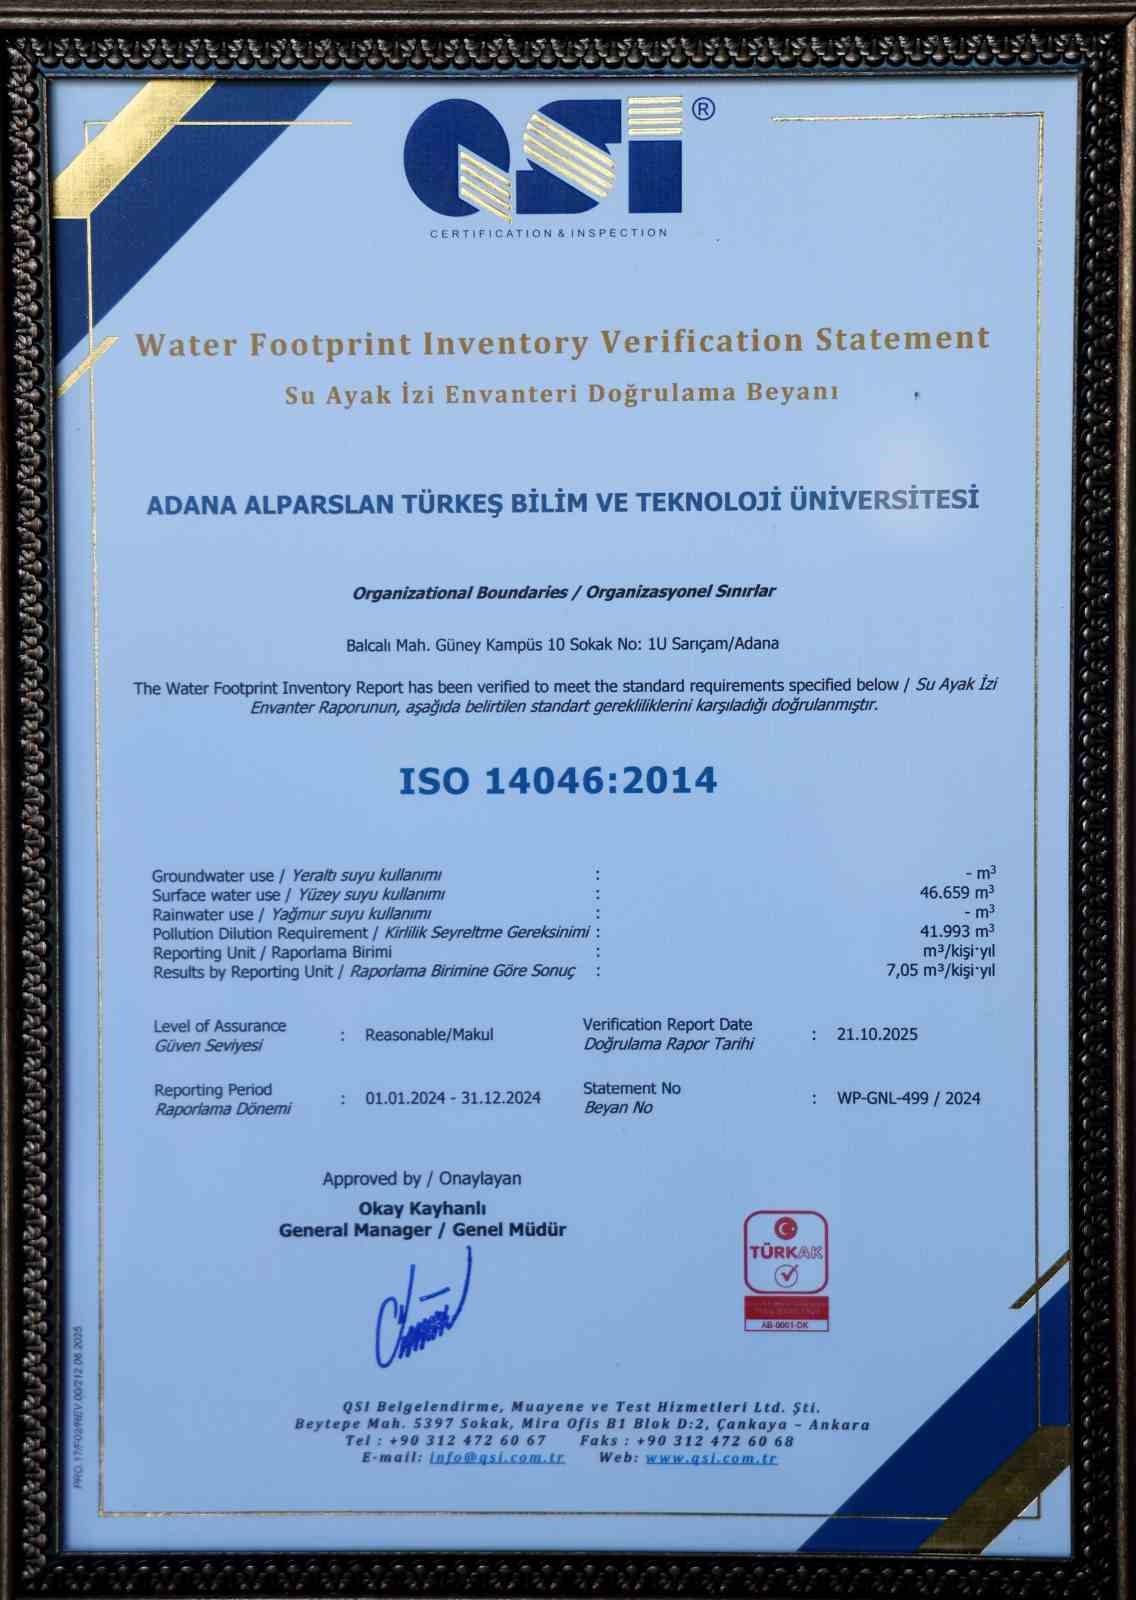 QSI ®
CERTIFICATION & INSPECTION
Water Footprint Inventory Verification Statement
Su Ayak İzi Envanteri Doğrulama Beyanı
ADANA ALPARSLAN TÜRKEŞ BİLİM VE TEKNOLOJİ ÜNİVERSİTESİ
Organizational Boundaries / Organizasyonel Sınırlar
Balcalı Mah. Güney Kampüs 10 Sokak No: 1U Sarıçam/Adana
The Water Footprint Inventory Report has been verified to meet the standard requirements specified below / Su Ayak İzi
Envanter Raporunun, aşağıda belirtilen standart gerekliliklerini karşıladığı doğrulanmıştır.
ISO 14046:2014
Groundwater use / Yeraltı suyu kullanımı : - m³
Surface water use / Yüzey suyu kullanımı : 46.659 m³
Rainwater use / Yağmur suyu kullanımı : - m³
Pollution Dilution Requirement / Kirlilik Seyreltme Gereksinimi : 41.993 m³
Reporting Unit / Raporlama Birimi : m³/kişi·yıl
Results by Reporting Unit / Raporlama Birimine Göre Sonuç : 7,05 m³/kişi·yıl
Level of Assurance
Güven Seviyesi
: Reasonable/Makul
Verification Report Date
Doğrulama Rapor Tarihi
: 21.10.2025
Reporting Period
Raporlama Dönemi
: 01.01.2024 - 31.12.2024
Statement No
Beyan No
: WP-GNL-499 / 2024
Approved by / Onaylayan
Okay Kayhanlı
General Manager / Genel Müdür
TÜRKAK
AB-0001-DK
PRO.17/F02/REV.00/212.06.2025
QSI Belgelendirme, Muayene ve Test Hizmetleri Ltd. Şti.
Beytepe Mah. 5397 Sokak, Mira Ofis B1 Blok D:2, Çankaya – Ankara
Tel : +90 312 472 60 67 Faks : +90 312 472 60 68
E-mail: info@qsi.com.tr Web: www.qsi.com.tr